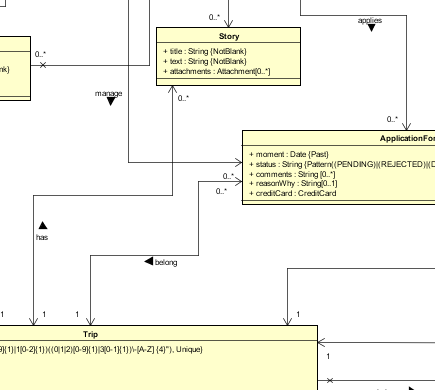 0..*
applies
Story
0..*
+ title : String {NotBlank}
+ text : String {NotBlank}
+ attachments : Attachment[0..*]
manage
0..*
0..*
+ moment : Date {Past}
+ status : String {Pattern((PENDING)|(REJECTED)|(
+ comments : String [0..*]
0..*
+ reasonWhy : String[0..1]
0..*
+ creditCard : CreditCard
has
belong
1
1
1
1
Trip
{1}|1[0-2]{1})((0|1|2)[0-9]{1}|3[0-1]{1})\-[A-Z]{4}"), Unique}
1